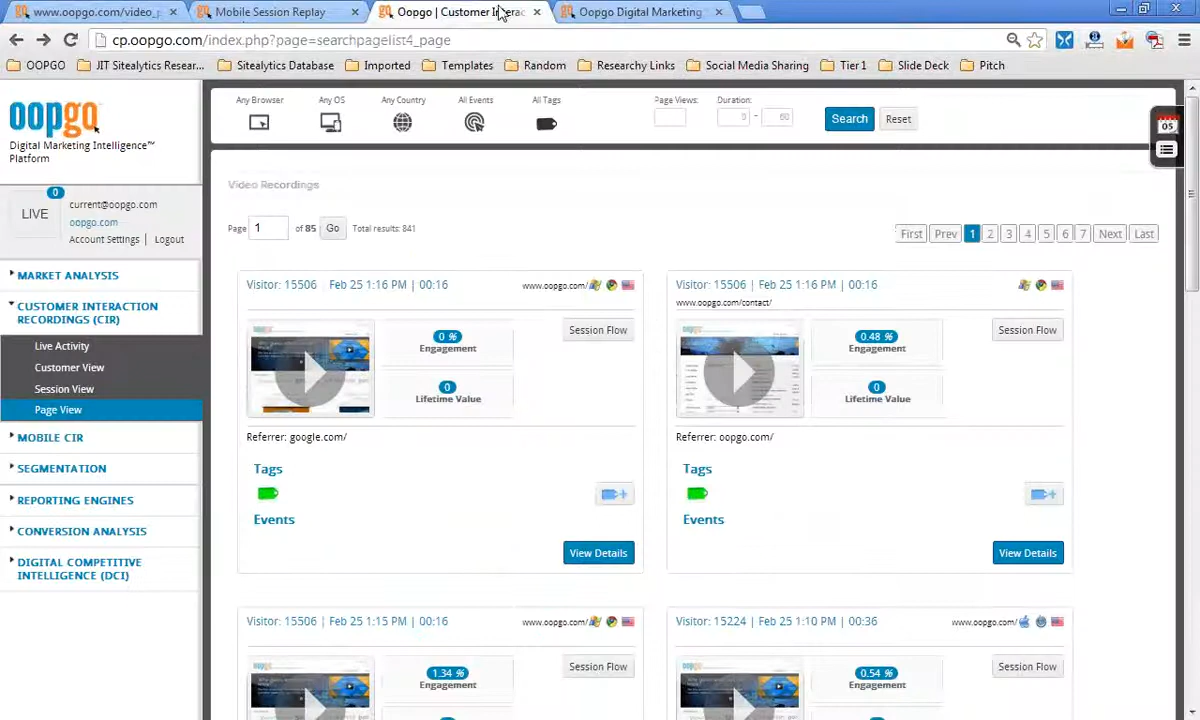 www.oopgo.com/video_p
Mobile Session Replay
Oopgo | Customer Interac
Oopgo Digital Marketing
cp.oopgo.com/index.php?page=searchpagelist4_page
OOPGO
JIT Sitealytics Resear...
Sitealytics Database
Imported
Templates
Random
Researchy Links
Social Media Sharing
Tier1
Slide Deck
Pitch
oopgo
Digital Marketing Intelligence™
Platform
0
LIVE
current@oopgo.com
oopgo.com
Account Settings | Logout
MARKET ANALYSIS
CUSTOMER INTERACTION
RECORDINGS (CIR)
Live Activity
Customer View
Session View
Page View
MOBILE CIR
SEGMENTATION
REPORTING ENGINES
CONVERSION ANALYSIS
DIGITAL COMPETITIVE
INTELLIGENCE (DCI)
Any Browser
Any OS
Any Country
All Events
All Tags
Page Views:
Duration:
0 - 60
Search
Reset
05
Video Recordings
Page 1 of 85 Go Total results: 841
First Prev 1 2 3 4 5 6 7 Next Last
Visitor: 15506 | Feb 25 1:16 PM | 00:16
www.oopgo.com/
0 %
Engagement
0
Lifetime Value
Session Flow
Referrer: google.com/
Tags
Events
View Details
Visitor: 15506 | Feb 25 1:16 PM | 00:16
www.oopgo.com/contact/
0.48 %
Engagement
0
Lifetime Value
Session Flow
Referrer: oopgo.com/
Tags
Events
View Details
Visitor: 15506 | Feb 25 1:15 PM | 00:16
www.oopgo.com/
1.34 %
Engagement
0
Session Flow
Visitor: 15224 | Feb 25 1:10 PM | 00:36
www.oopgo.com/
0.54 %
Engagement
0
Session Flow